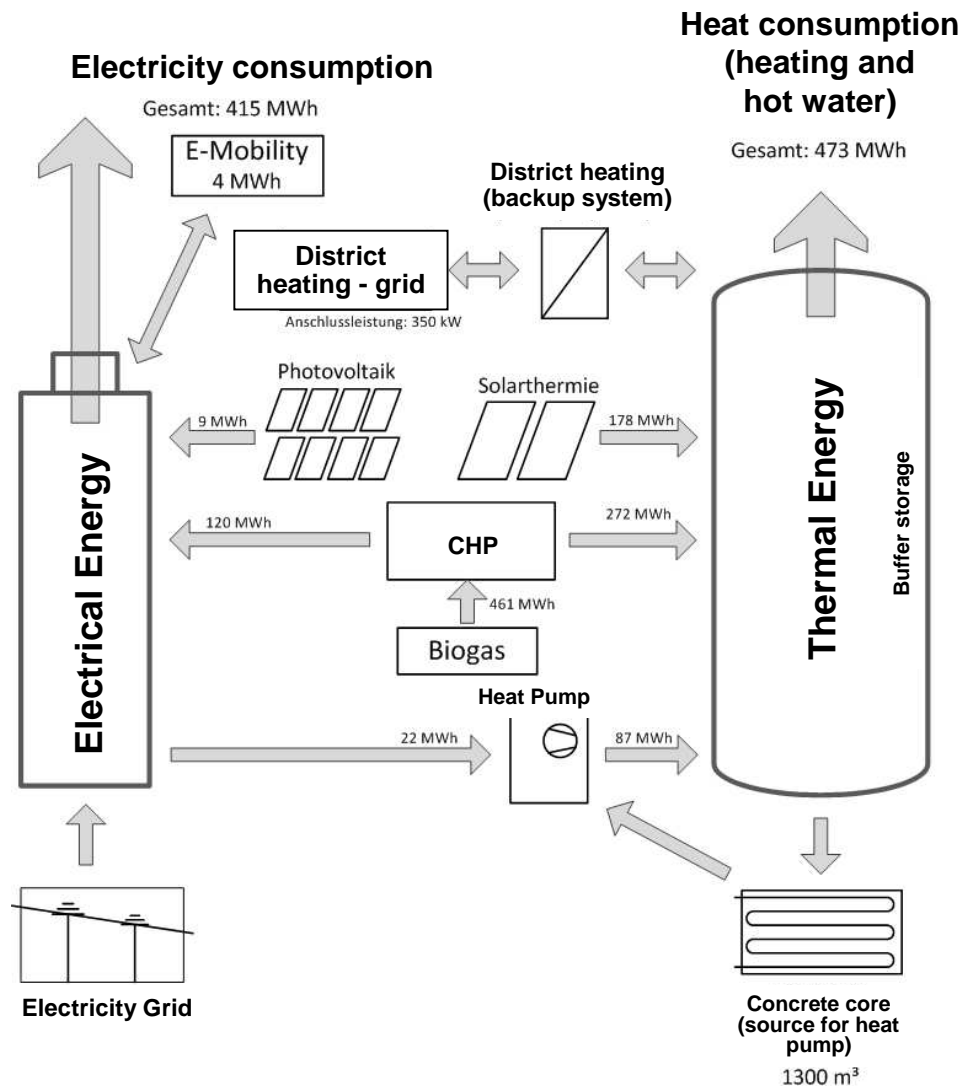 Heat consumption
(heating and
hot water)
Electricity consumption
Gesamt: 415 MWh
Gesamt: 473 MWh
E-Mobility
4 MWh
District heating
(backup system)
District
heating - grid
Anschlussleistung: 350 kW
Photovoltaik
Solarthermie
9 MWh
178 MWh
Electrical Energy
Thermal Energy
Buffer storage
120 MWh
CHP
272 MWh
461 MWh
Biogas
Heat Pump
22 MWh
87 MWh
Electricity Grid
Concrete core
(source for heat
pump)
1300 m³